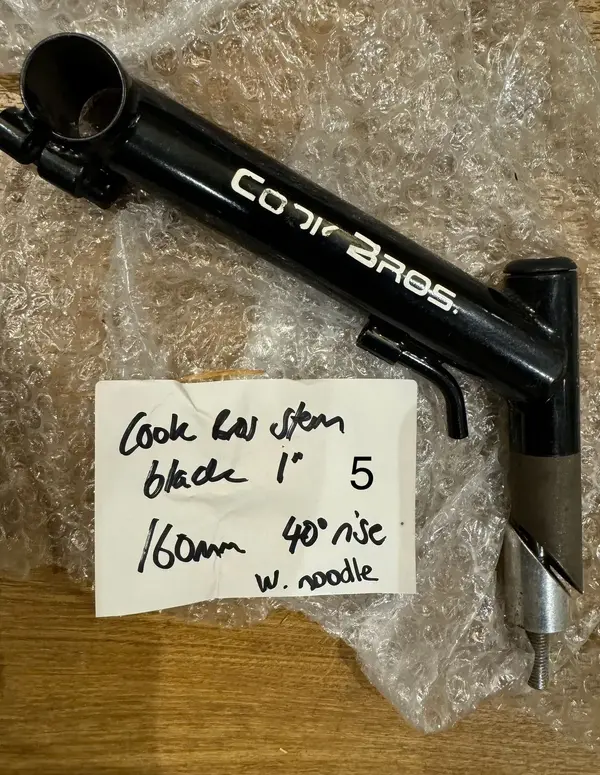 COOK BROS.
Cook Bros stem
black 1" 5
160mm 40° rise
w. noodle